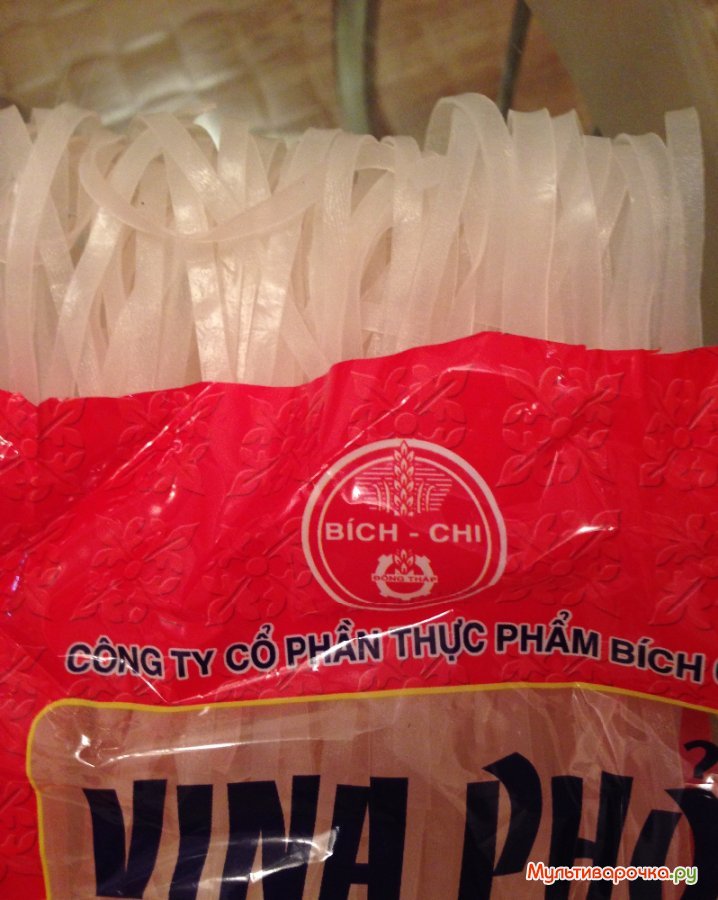 BÍCH - CHI
ĐỒNG THÁP
CÔNG TY CỔ PHẦN THỰC PHẨM BÍCH
VINA PHỞ
Мультиварочка.ру